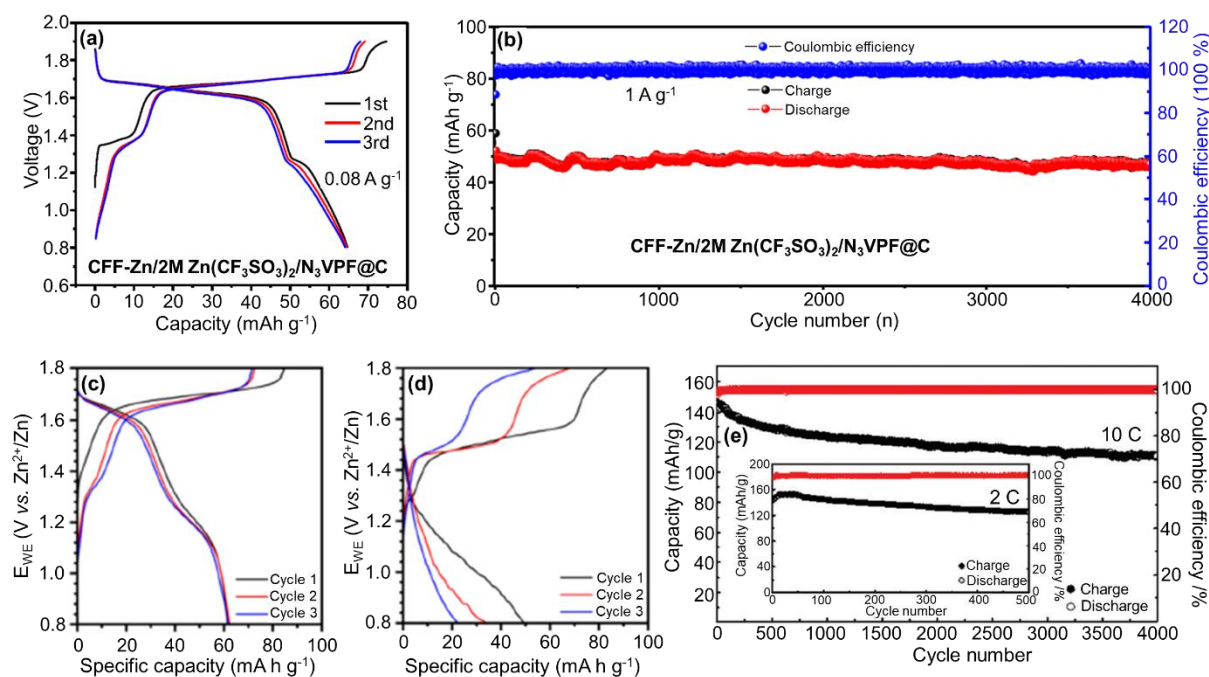 (a)
2.0
1.8
1.6
1.4
1.2
1.0
0.8
Voltage (V)
1st
2nd
3rd
0.08 A g⁻¹
CFF-Zn/2M Zn(CF₃SO₃)₂/N₃VPF@C
0 10 20 30 40 50 60 70 80
Capacity (mAh g⁻¹)
(b)
100
80
60
40
20
0
Capacity (mAh g⁻¹)
Coulombic efficiency
1 A g⁻¹
Charge
Discharge
CFF-Zn/2M Zn(CF₃SO₃)₂/N₃VPF@C
0 1000 2000 3000 4000
Cycle number (n)
120
100
80
60
40
20
0
Coulombic efficiency (100 %)
(c)
1.8
1.6
1.4
1.2
1.0
0.8
E_WE (V vs. Zn²⁺/Zn)
Cycle 1
Cycle 2
Cycle 3
0 20 40 60 80 100
Specific capacity (mA h g⁻¹)
(d)
1.8
1.6
1.4
1.2
1.0
0.8
E_WE (V vs. Zn²⁺/Zn)
Cycle 1
Cycle 2
Cycle 3
0 20 40 60 80 100
Specific capacity (mA h g⁻¹)
(e)
160
140
120
100
80
60
40
20
0
Capacity (mAh/g)
10 C
200
160
120
80
40
0
Capacity (mAh/g)
2 C
Charge
Discharge
0 100 200 300 400 500
Cycle number
100
80
60
40
20
0
Coulombic efficiency /%
Charge
Discharge
0 500 1000 1500 2000 2500 3000 3500 4000
Cycle number
100
80
60
40
20
0
Coulombic efficiency /%